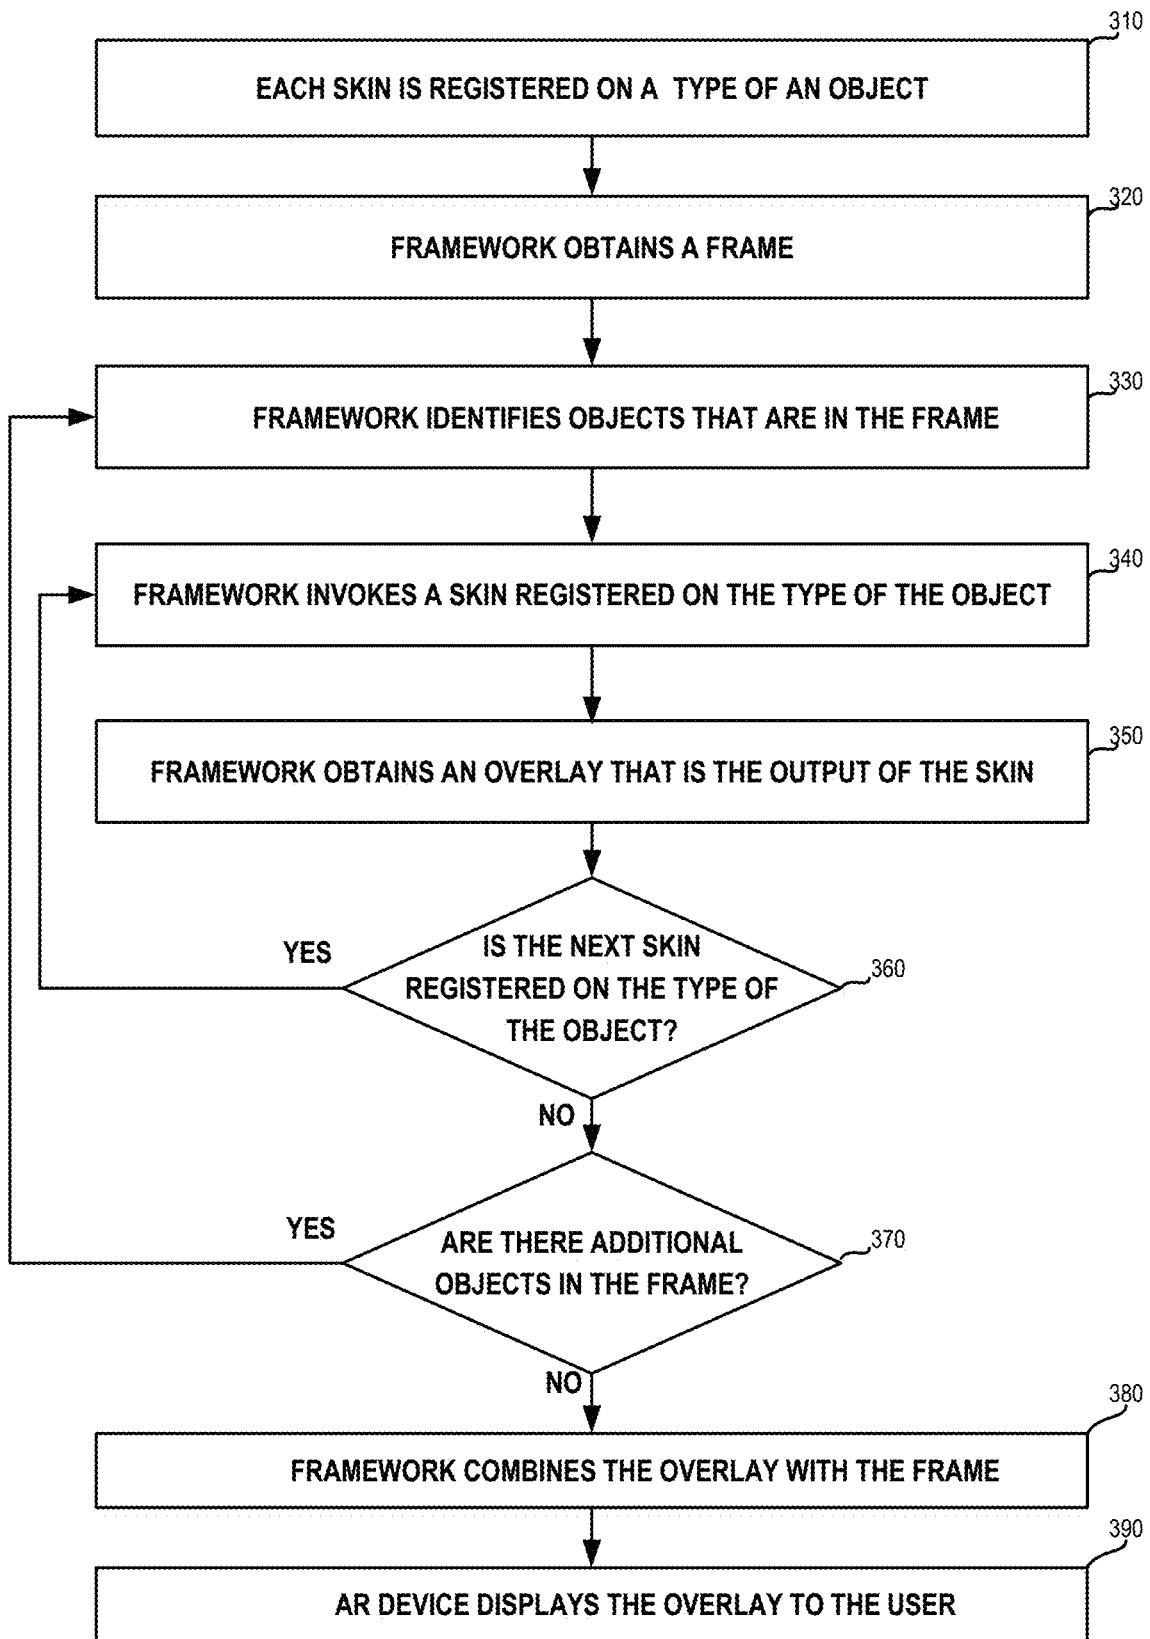 310
EACH SKIN IS REGISTERED ON A TYPE OF AN OBJECT
320
FRAMEWORK OBTAINS A FRAME
330
FRAMEWORK IDENTIFIES OBJECTS THAT ARE IN THE FRAME
340
FRAMEWORK INVOKES A SKIN REGISTERED ON THE TYPE OF THE OBJECT
350
FRAMEWORK OBTAINS AN OVERLAY THAT IS THE OUTPUT OF THE SKIN
YES
IS THE NEXT SKIN
REGISTERED ON THE TYPE OF
THE OBJECT?
360
NO
YES
ARE THERE ADDITIONAL
OBJECTS IN THE FRAME?
370
NO
380
FRAMEWORK COMBINES THE OVERLAY WITH THE FRAME
390
AR DEVICE DISPLAYS THE OVERLAY TO THE USER